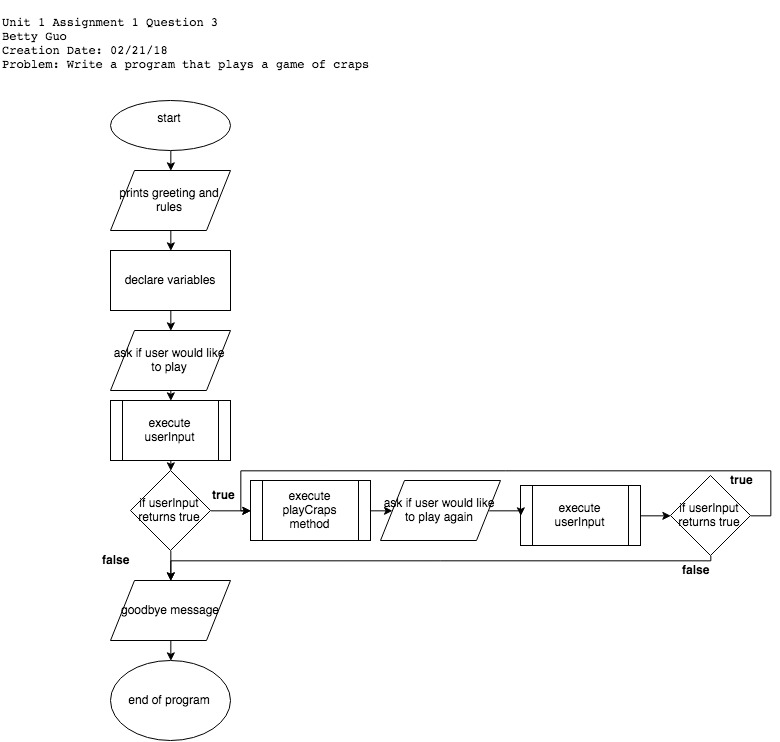 Unit 1 Assignment 1 Question 3
Betty Guo
Creation Date: 02/21/18
Problem: Write a program that plays a game of craps
start
prints greeting and
rules
declare variables
ask if user would like
to play
execute
userInput
if userInput
returns true
true
execute
playCraps
method
ask if user would like
to play again
execute
userInput
if userInput
returns true
true
false
false
goodbye message
end of program